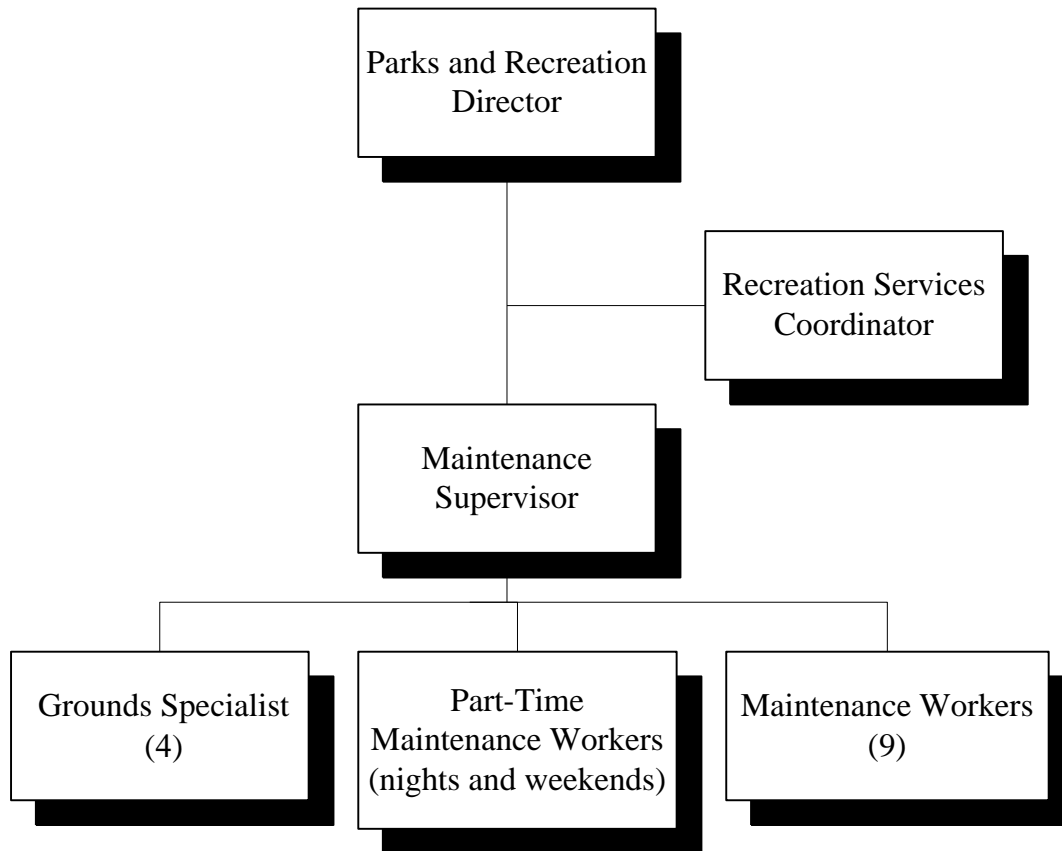 Parks and Recreation
Director
Recreation Services
Coordinator
Maintenance
Supervisor
Grounds Specialist
(4)
Part-Time
Maintenance Workers
(nights and weekends)
Maintenance Workers
(9)